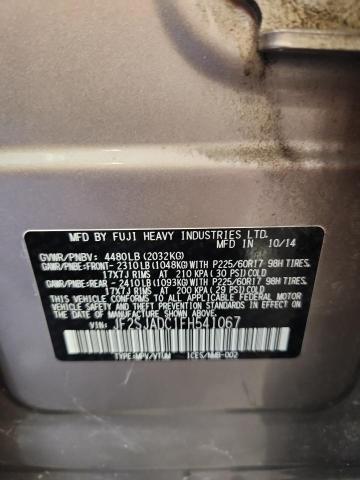 MFD BY FUJI HEAVY INDUSTRIES LTD.
MFD IN 10/14
GVWR/PNBV: 4480LB (2032KG)
GAWR/PNBE:FRONT- 2310LB(1048KG)WITH P225/60R17 98H TIRES,
17X7J RIMS AT 210 KPA ( 30 PSI) COLD
GAWR/PNBE:REAR -2410LB(1093KG)WITH P225/60R17 98H TIRES,
17X7J RIMS AT 200 KPA ( 29 PSI) COLD
THIS VEHICLE CONFORMS TO ALL APPLICABLE FEDERAL MOTOR
VEHICLE SAFETY, BUMPER, AND THEFT PREVENTION STANDARDS
IN EFFECT ON THE DATE OF MANUFACTURE SHOWN ABOVE.
VIN: JF2SJADC1FH541067
TYPE:MPV/VTUM ICES/NMB-002